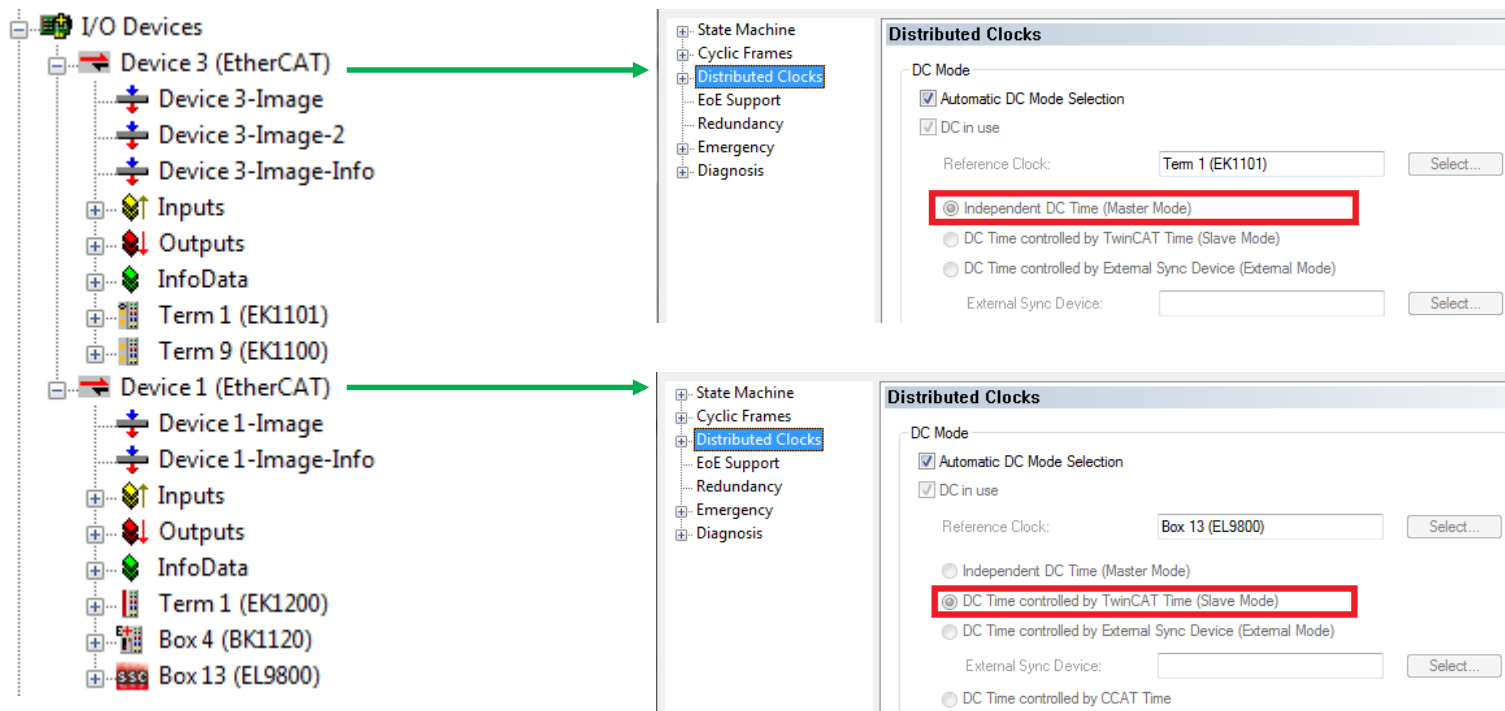 I/O Devices
Device 3 (EtherCAT)
Device 3-Image
Device 3-Image-2
Device 3-Image-Info
Inputs
Outputs
InfoData
Term 1 (EK1101)
Term 9 (EK1100)
Device 1 (EtherCAT)
Device 1-Image
Device 1-Image-Info
Inputs
Outputs
InfoData
Term 1 (EK1200)
Box 4 (BK1120)
Box 13 (EL9800)
State Machine
Cyclic Frames
Distributed Clocks
EoE Support
Redundancy
Emergency
Diagnosis
Distributed Clocks
DC Mode
Automatic DC Mode Selection
DC in use
Reference Clock: Term 1 (EK1101) Select...
Independent DC Time (Master Mode)
DC Time controlled by TwinCAT Time (Slave Mode)
DC Time controlled by External Sync Device (External Mode)
External Sync Device: Select...
State Machine
Cyclic Frames
Distributed Clocks
EoE Support
Redundancy
Emergency
Diagnosis
Distributed Clocks
DC Mode
Automatic DC Mode Selection
DC in use
Reference Clock: Box 13 (EL9800) Select...
Independent DC Time (Master Mode)
DC Time controlled by TwinCAT Time (Slave Mode)
DC Time controlled by External Sync Device (External Mode)
External Sync Device: Select...
DC Time controlled by CCAT Time